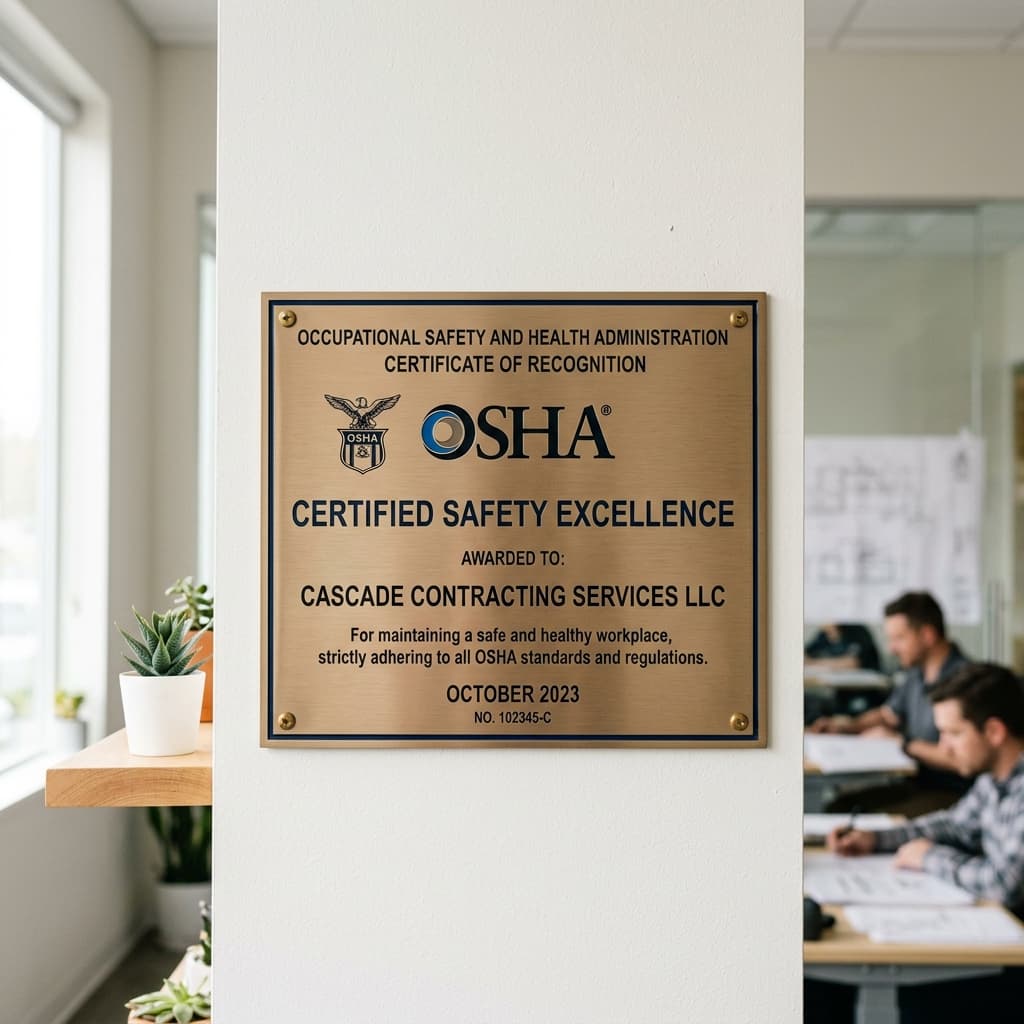 OCCUPATIONAL SAFETY AND HEALTH ADMINISTRATION
CERTIFICATE OF RECOGNITION
OSHA
OSHA®
CERTIFIED SAFETY EXCELLENCE
AWARDED TO:
CASCADE CONTRACTING SERVICES LLC
For maintaining a safe and healthy workplace,
strictly adhering to all OSHA standards and regulations.
OCTOBER 2023
NO. 102345-C